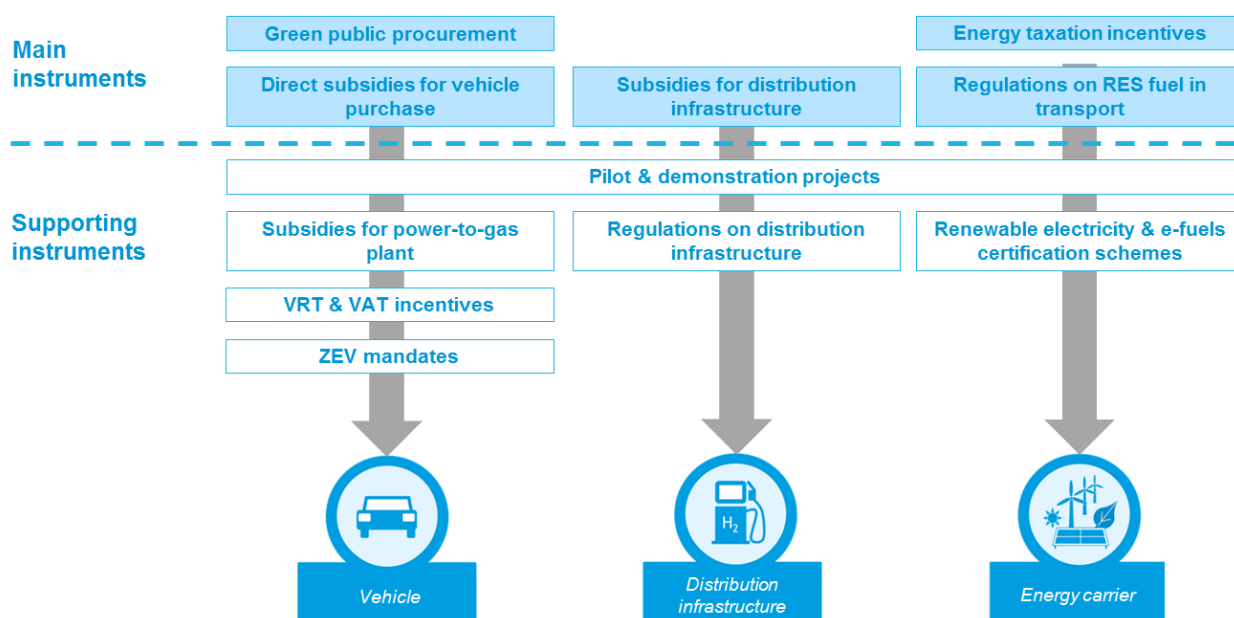 Main
instruments
Green public procurement
Energy taxation incentives
Direct subsidies for vehicle
purchase
Subsidies for distribution
infrastructure
Regulations on RES fuel in
transport
Supporting
instruments
Pilot & demonstration projects
Subsidies for power-to-gas
plant
Regulations on distribution
infrastructure
Renewable electricity & e-fuels
certification schemes
VRT & VAT incentives
ZEV mandates
H₂
Vehicle
Distribution
infrastructure
Energy carrier